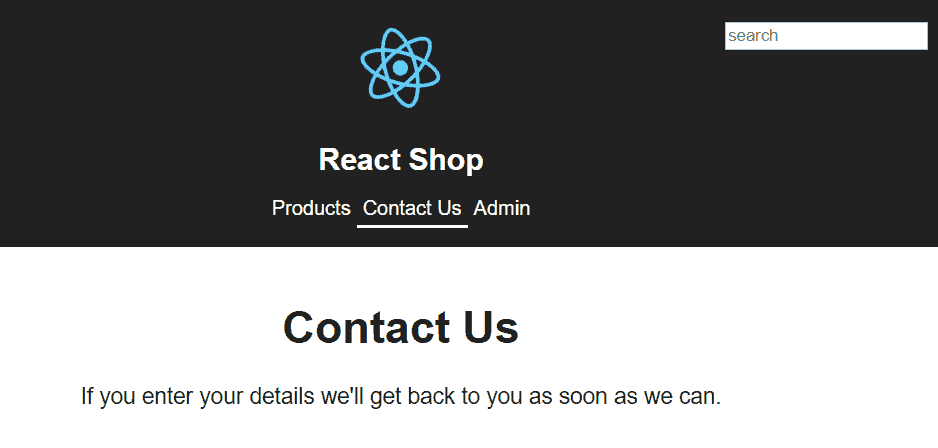 search
React Shop
Products Contact Us Admin
Contact Us
If you enter your details we'll get back to you as soon as we can.